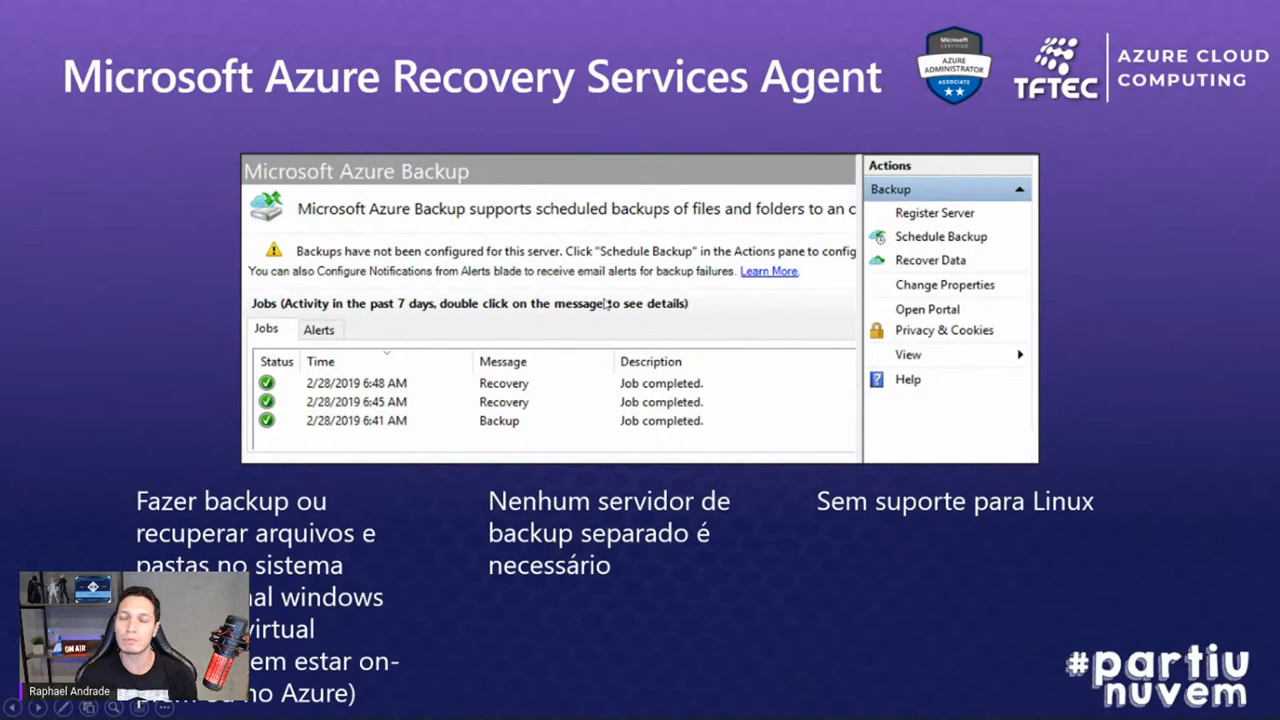 Microsoft Azure Recovery Services Agent
Microsoft
CERTIFIED
AZURE
ADMINISTRATOR
ASSOCIATE
TFTEC
AZURE CLOUD
COMPUTING
Microsoft Azure Backup
Microsoft Azure Backup supports scheduled backups of files and folders to an o
Backups have not been configured for this server. Click "Schedule Backup" in the Actions pane to config
You can also Configure Notifications from Alerts blade to receive email alerts for backup failures. Learn More.
Jobs (Activity in the past 7 days, double click on the message to see details)
Jobs Alerts
Status Time Message Description
2/28/2019 6:48 AM Recovery Job completed.
2/28/2019 6:45 AM Recovery Job completed.
2/28/2019 6:41 AM Backup Job completed.
Actions
Backup
Register Server
Schedule Backup
Recover Data
Change Properties
Open Portal
Privacy & Cookies
View
Help
Fazer backup ou
recuperar arquivos e
pastas no sistema
windows
virtual
em estar on-
no Azure)
Nenhum servidor de
backup separado é
necessário
Sem suporte para Linux
ON AIR
Raphael Andrade
#partiu
nuvem